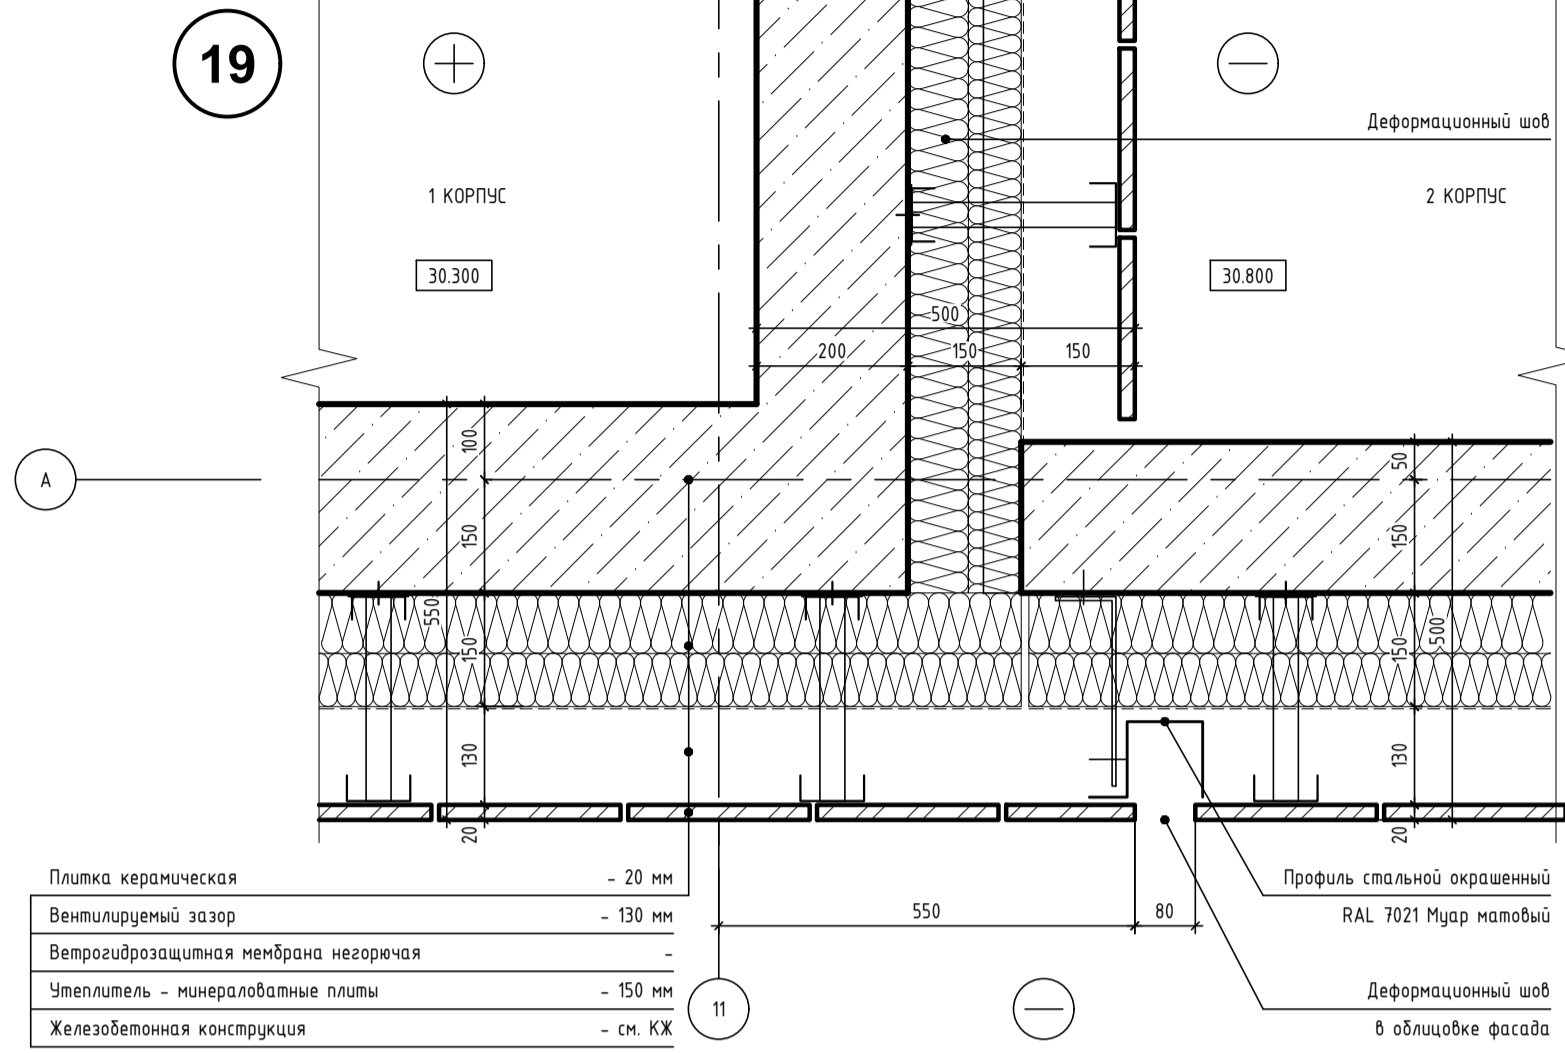 19
Деформационный шов
1 КОРПУС
2 КОРПУС
30.300
30.800
500
200
150
150
100
50
А
150
150
550
150
150
500
130
130
20
20
Плитка керамическая - 20 мм
Вентилируемый зазор - 130 мм
Ветрогидрозащитная мембрана негорючая -
Утеплитель - минераловатные плиты - 150 мм
Железобетонная конструкция - см. КЖ
550
80
11
Профиль стальной окрашенный
RAL 7021 Муар матовый
Деформационный шов
в облицовке фасада